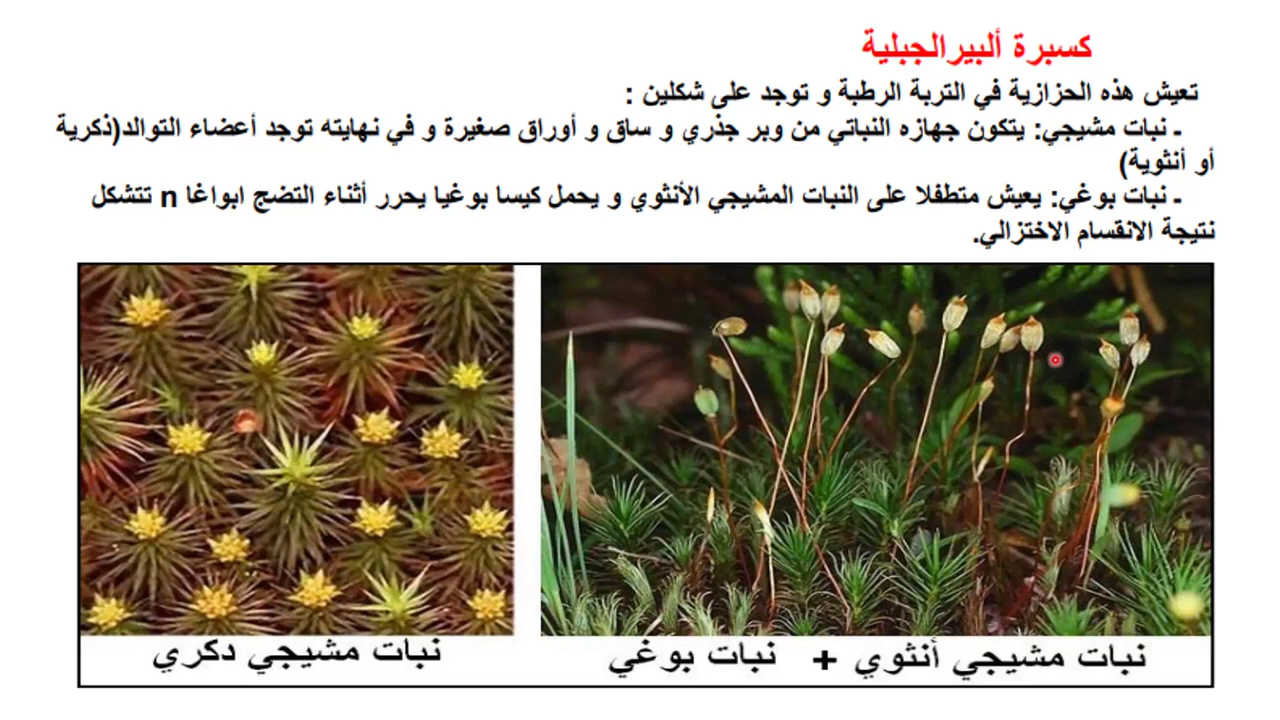 كسبرة ألبيرالجبلية
تعيش هذه الحزازية في التربة الرطبة و توجد على شكلين :
ـ نبات مشيجي: يتكون جهازه النباتي من وبر جذري و ساق و أوراق صغيرة و في نهايته توجد أعضاء التوالد(ذكرية
أو أنثوية)
ـ نبات بوغي: يعيش متطفلا على النبات المشيجي الأنثوي و يحمل كيسا بوغيا يحرر أثناء التضج ابواغا n تتشكل
نتيجة الانقسام الاختزالي.
نبات مشيجي أنثوي + نبات بوغي
نبات مشيجي دكري